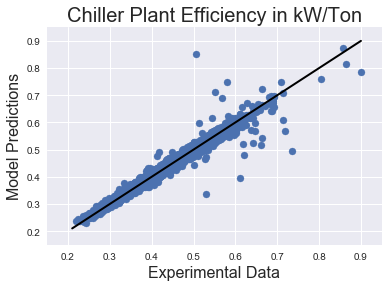 Chiller Plant Efficiency in kW/Ton
0.9
0.8
0.7
0.6
0.5
0.4
0.3
0.2
Model Predictions
0.2 0.3 0.4 0.5 0.6 0.7 0.8 0.9
Experimental Data